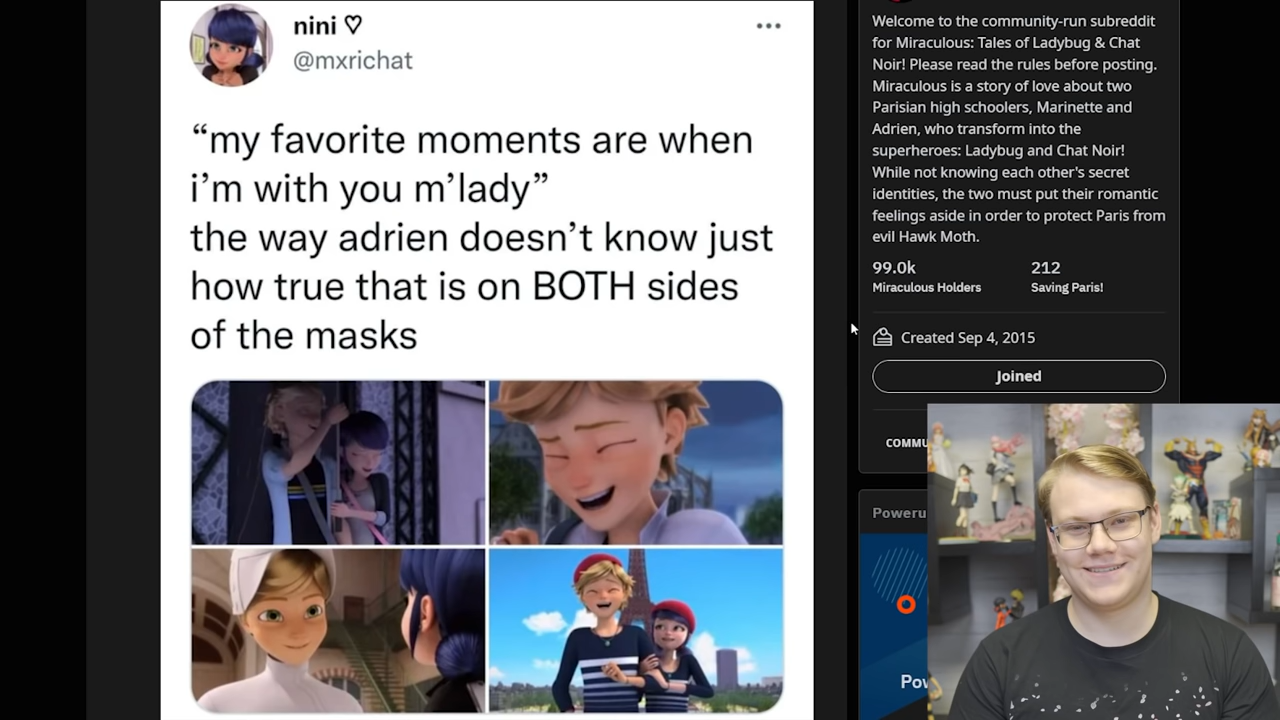 nini ♡
@mxrichat
“my favorite moments are when
i’m with you m’lady”
the way adrien doesn’t know just
how true that is on BOTH sides
of the masks
Welcome to the community-run subreddit
for Miraculous: Tales of Ladybug & Chat
Noir! Please read the rules before posting.
Miraculous is a story of love about two
Parisian high schoolers, Marinette and
Adrien, who transform into the
superheroes: Ladybug and Chat Noir!
While not knowing each other's secret
identities, the two must put their romantic
feelings aside in order to protect Paris from
evil Hawk Moth.
99.0k 212
Miraculous Holders Saving Paris!
Created Sep 4, 2015
Joined
COMMU
Poweru
Pow